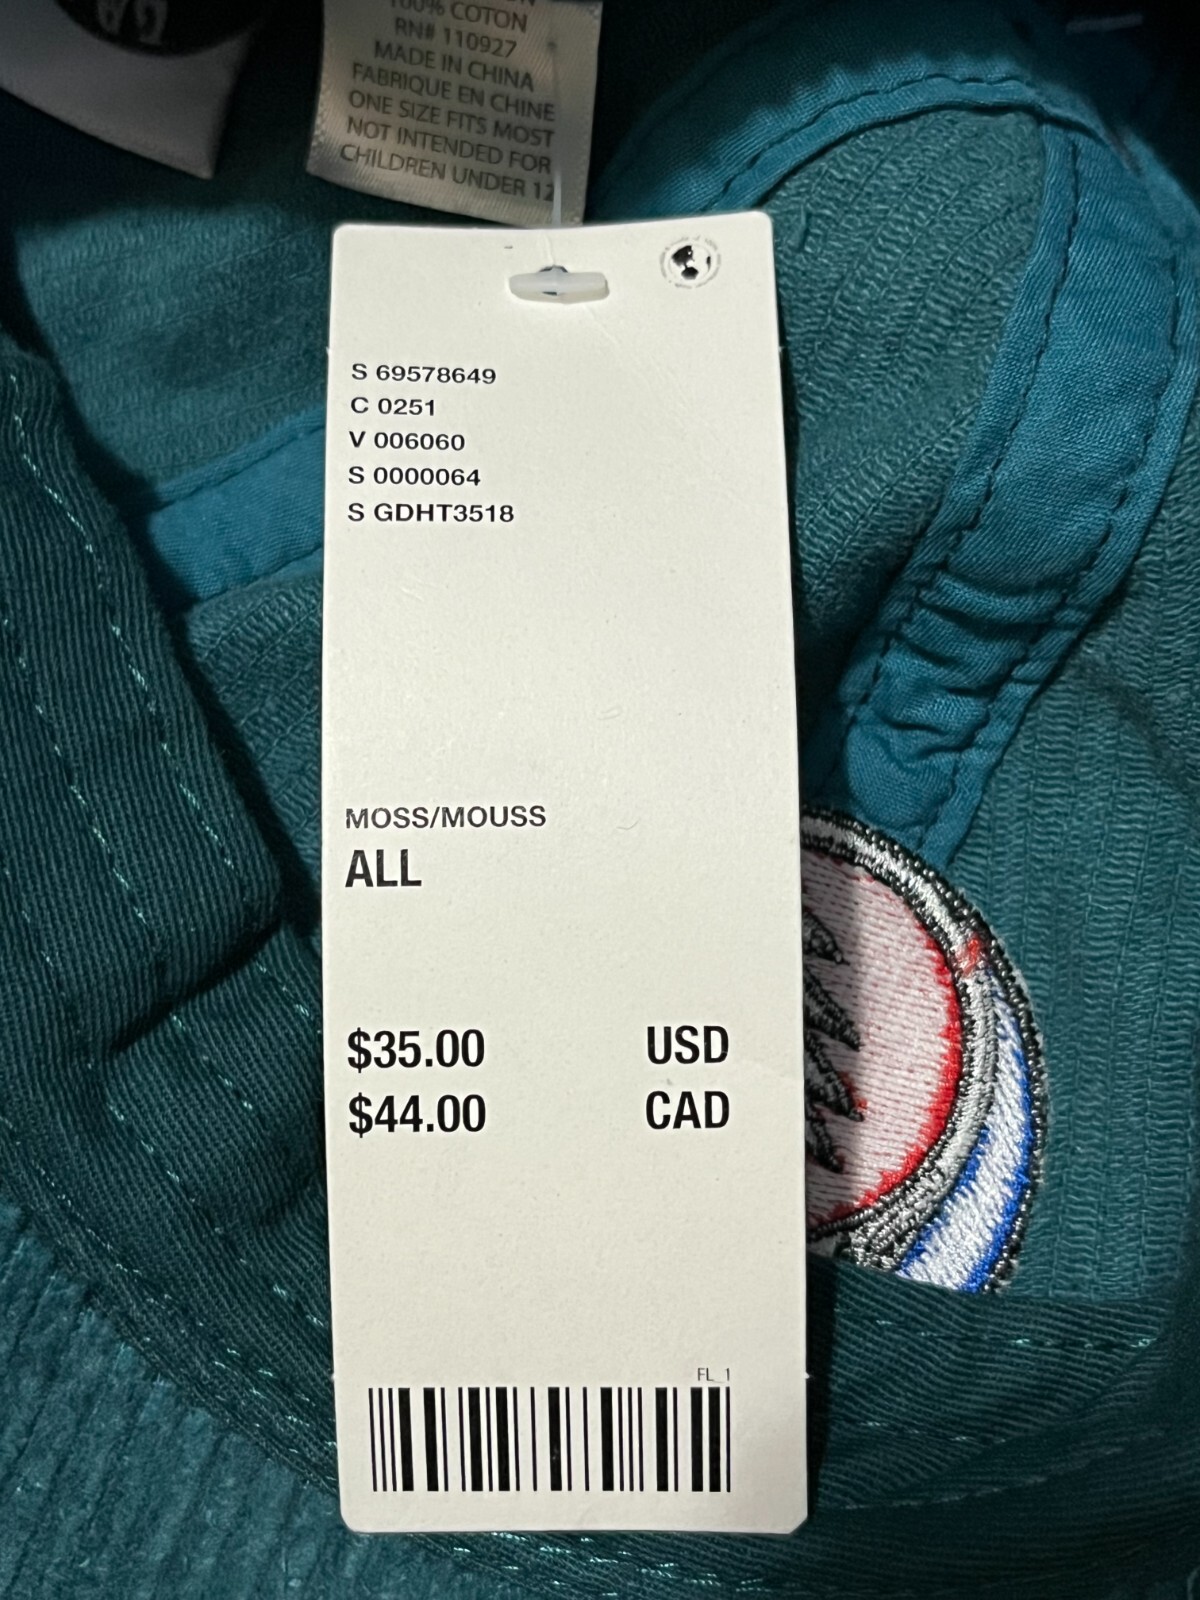 100% COTTON
RN# 110927
MADE IN CHINA
FABRIQUE EN CHINE
ONE SIZE FITS MOST
NOT INTENDED FOR
CHILDREN UNDER 12
S 69578649
C 0251
V 006060
S 0000064
S GDHT3518
MOSS/MOUSS
ALL
$35.00 USD
$44.00 CAD
FL_1